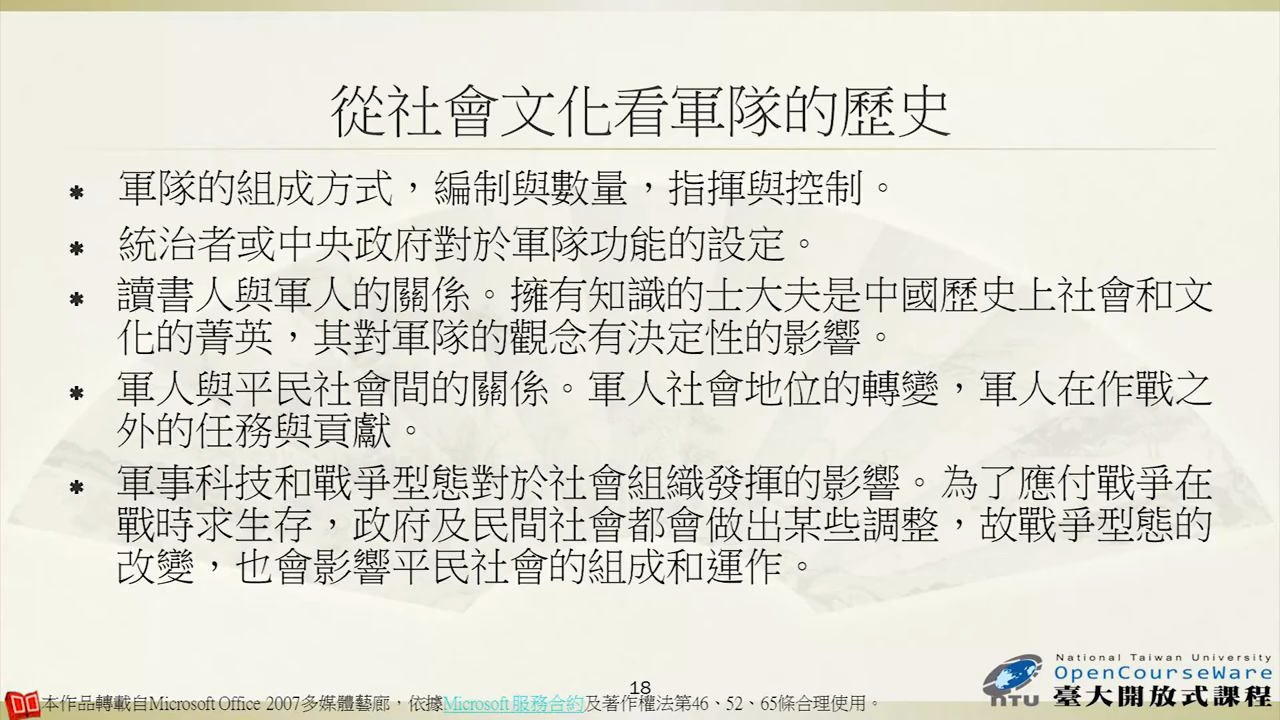 從社會文化看軍隊的歷史
軍隊的組成方式，編制與數量，指揮與控制。
統治者或中央政府對於軍隊功能的設定。
讀書人與軍人的關係。擁有知識的士大夫是中國歷史上社會和文
化的菁英，其對軍隊的觀念有決定性的影響。
軍人與平民社會間的關係。軍人社會地位的轉變，軍人在作戰之
外的任務與貢獻。
軍事科技和戰爭型態對於社會組織發揮的影響。為了應付戰爭在
戰時求生存，政府及民間社會都會做出某些調整，故戰爭型態的
改變，也會影響平民社會的組成和運作。
National Taiwan University
OpenCourseWare
NTU 臺大開放式課程
18
本作品轉載自Microsoft Office 2007多媒體藝廊，依據Microsoft 服務合約及著作權法第46、52、65條合理使用。